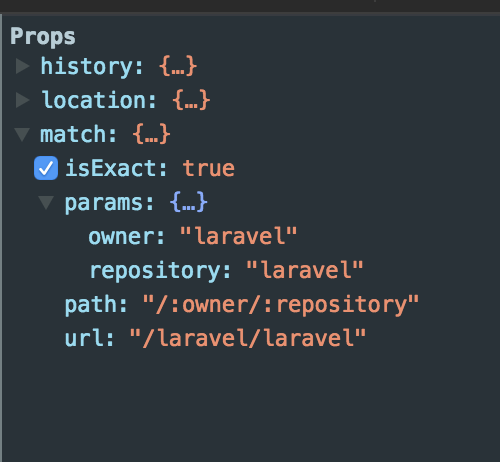 Props
history: {…}
location: {…}
match: {…}
isExact: true
params: {…}
owner: "laravel"
repository: "laravel"
path: "/:owner/:repository"
url: "/laravel/laravel"